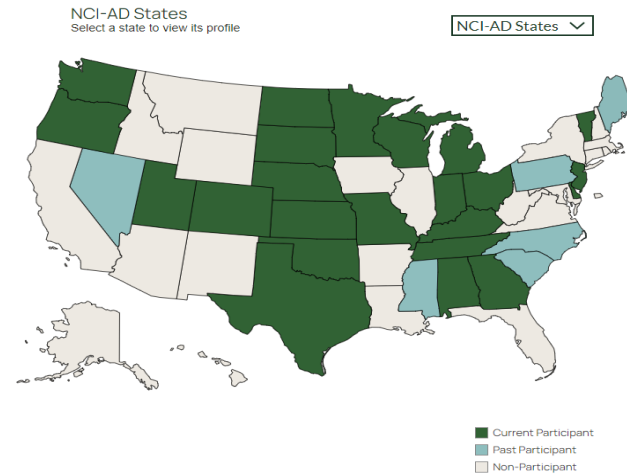 NCI-AD States
Select a state to view its profile
NCI-AD States
Current Participant
Past Participant
Non-Participant